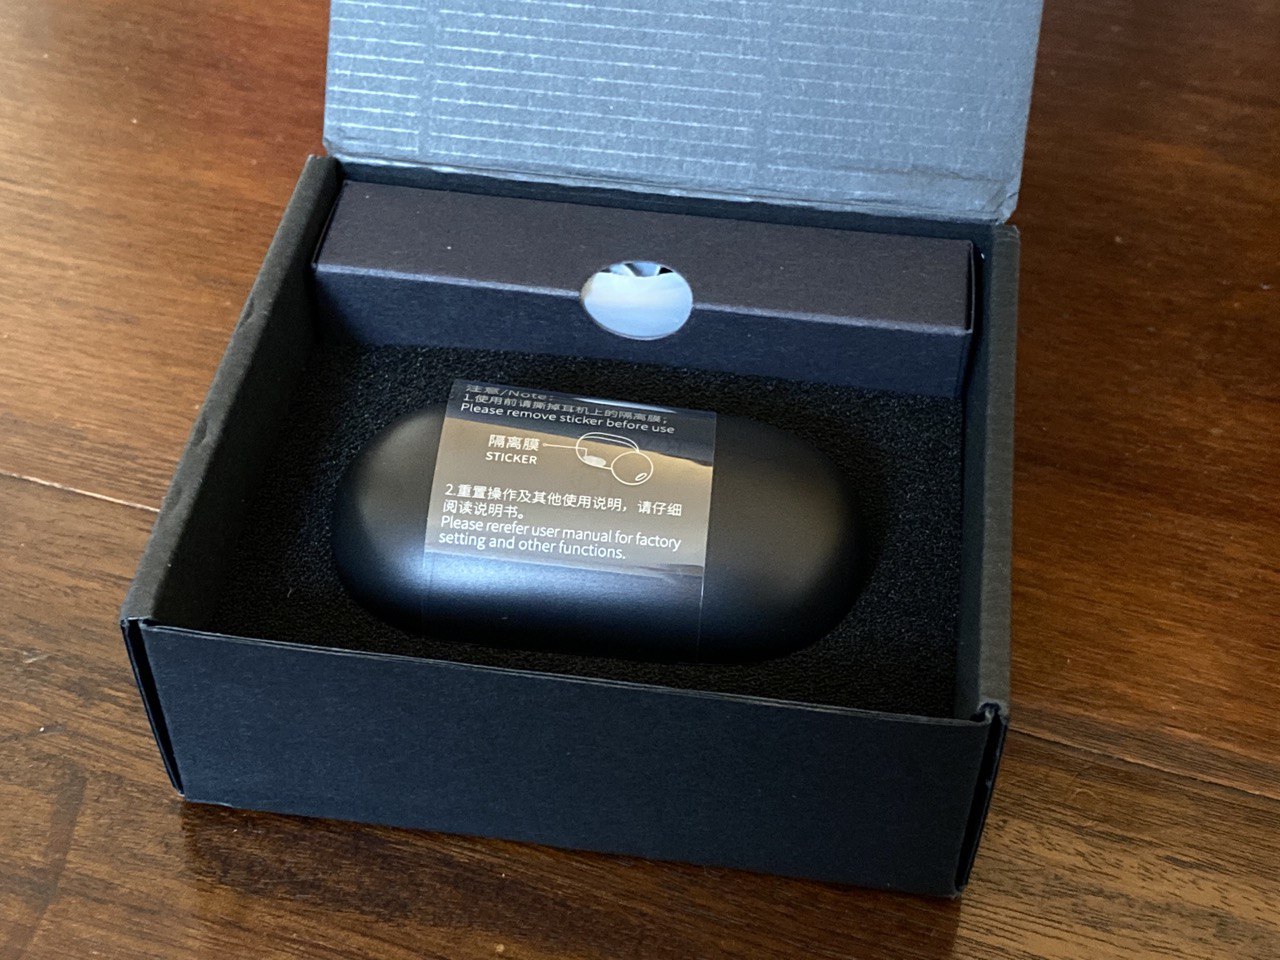 注意/Note:
1.使用前请撕掉耳机上的隔离膜；
Please remove sticker before use
隔离膜
STICKER
2.重置操作及其他使用说明，请仔细
阅读说明书。
Please rerefer user manual for factory
setting and other functions.